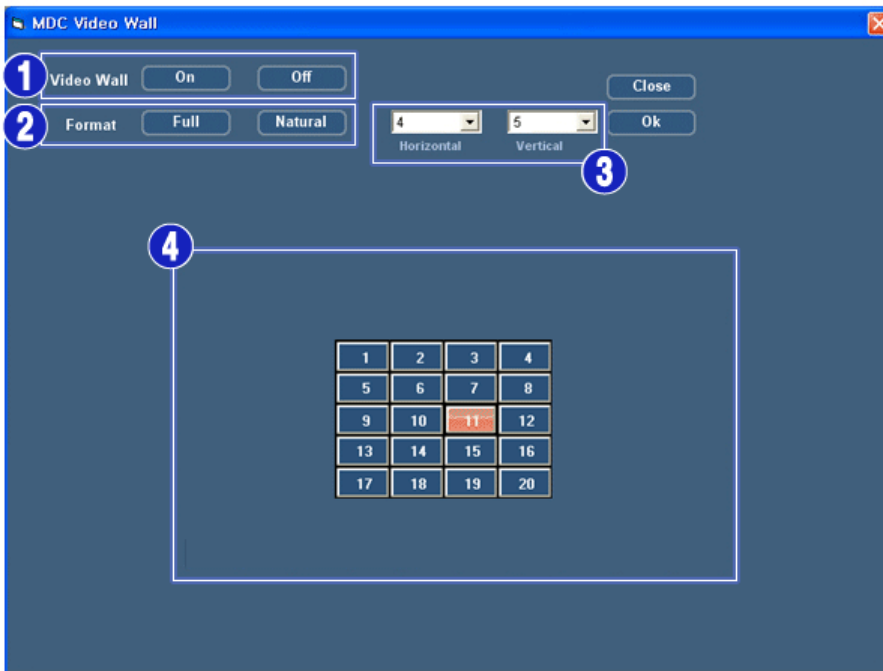 MDC Video Wall
1 Video Wall On Off
Close
2 Format Full Natural 4 5 Ok
Horizontal Vertical
3
4
1 2 3 4
5 6 7 8
9 10 11 12
13 14 15 16
17 18 19 20